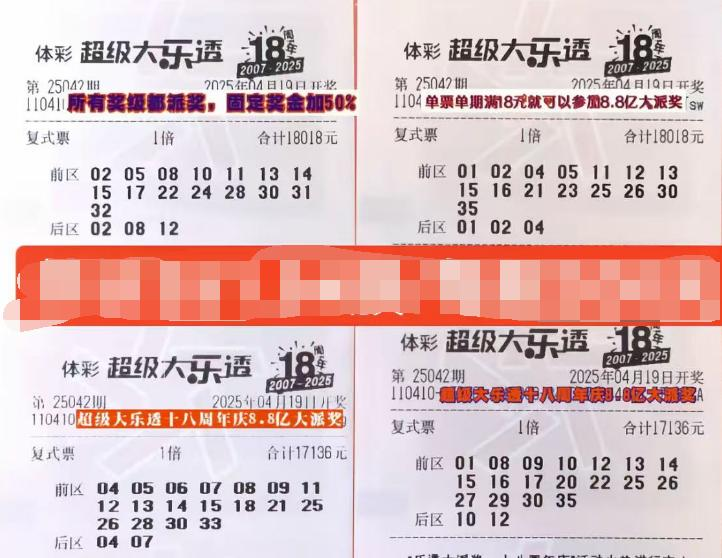 体彩 超级大乐透 18周年 2007-2025
第 25042期 2025年04月19日开奖
110410
所有奖级都派奖，固定奖金加50%
复式票 1倍 合计18018元
前区 02 05 08 10 11 13 14
15 17 22 24 28 30 31
32
后区 02 08 12
体彩 超级大乐透 18周年 2007-2025
第 25042期 2025年04月19日开奖
1104
单票单期满18元就可以参加8.8亿大派奖 sw
复式票 1倍 合计18018元
前区 01 02 04 05 11 12 13
15 16 21 23 25 26 30
35
后区 01 02 04
体彩 超级大乐透 18周年 2007-2025
第 25042期 2025年04月19日开奖
110410
超级大乐透十八周年庆8.8亿大派奖
复式票 1倍 合计17136元
前区 04 05 06 07 08 09 11
12 13 14 15 18 21 25
26 28 30 33
后区 04 07
体彩 超级大乐透 18周年 2007-2025
第 25042期 2025年04月19日开奖
110410
超级大乐透十八周年庆8.8亿大派奖
复式票 1倍 合计17136元
前区 01 08 09 10 12 13 14
15 16 17 20 22 25 26
27 29 30 35
后区 10 12